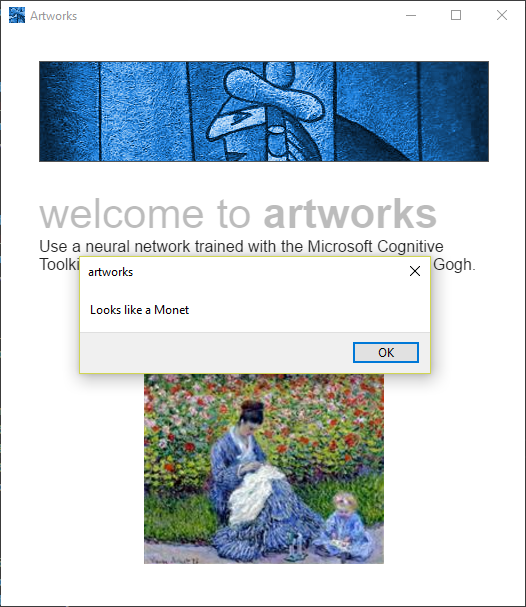 Artworks
welcome to artworks
Use a neural network trained with the Microsoft Cognitive
Toolki Gogh.
artworks
Looks like a Monet
OK